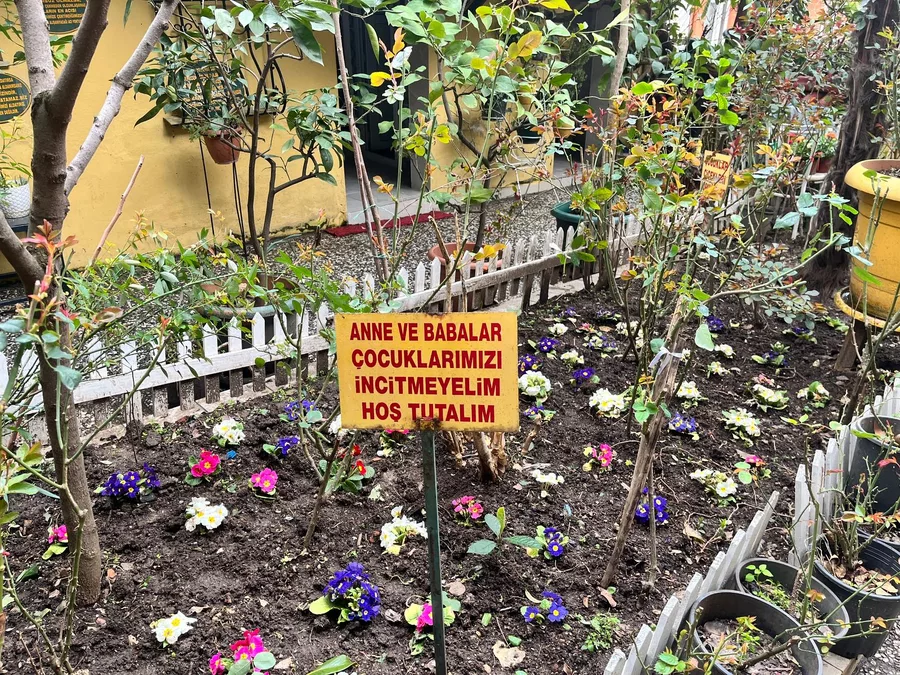 ANNE VE BABALAR
ÇOCUKLARIMIZI
İNCİTMEYELİM
HOŞ TUTALIM